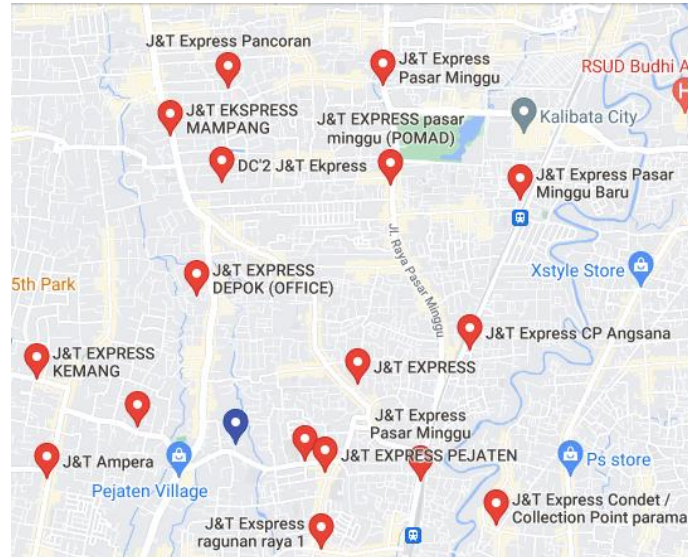 J&T Express Pancoran
J&T Express
Pasar Minggu
RSUD Budhi A
J&T EKSPRESS
MAMPANG
J&T EXPRESS pasar
minggu (POMAD)
Kalibata City
DC'2 J&T Ekpress
J&T Express Pasar
Minggu Baru
Jl. Raya Pasar Minggu
5th Park
J&T EXPRESS
DEPOK (OFFICE)
Xstyle Store
J&T Express CP Angsana
J&T EXPRESS
KEMANG
J&T EXPRESS
J&T Express
Pasar Minggu
J&T Ampera
J&T EXPRESS PEJATEN
Ps store
Pejaten Village
J&T Exspress
ragunan raya 1
J&T Express Condet /
Collection Point parama